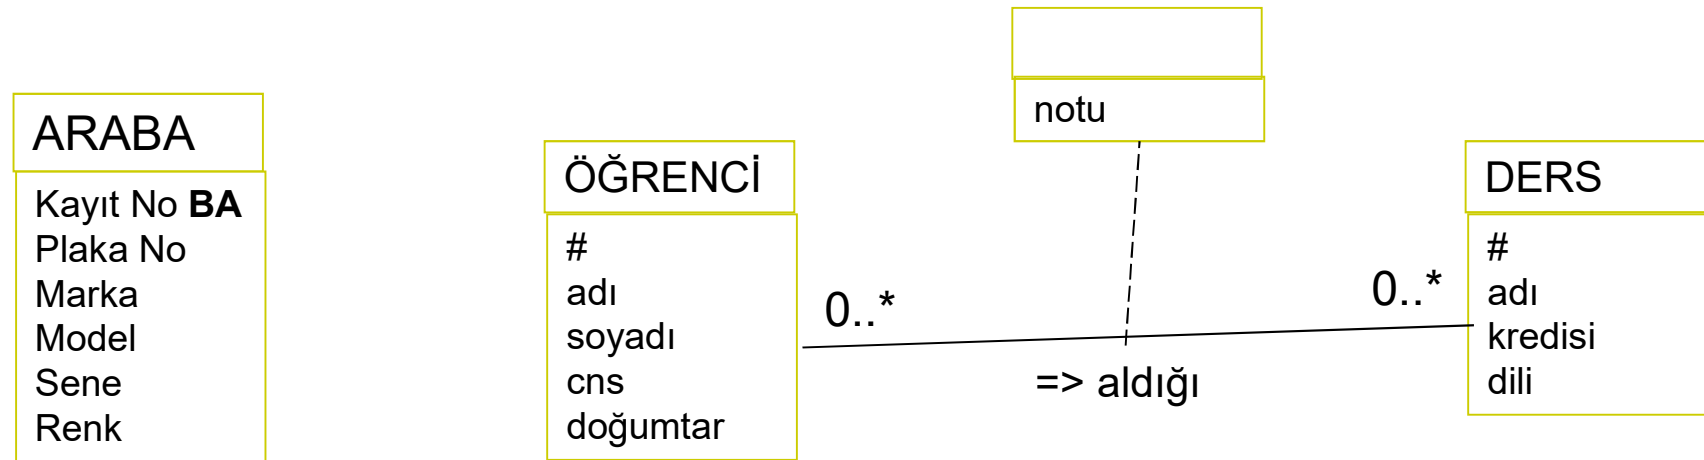 ARABA
Kayıt No BA
Plaka No
Marka
Model
Sene
Renk
ÖĞRENCİ
#
adı
soyadı
cns
doğumtar
0..*
notu
=> aldığı
0..*
DERS
#
adı
kredisi
dili